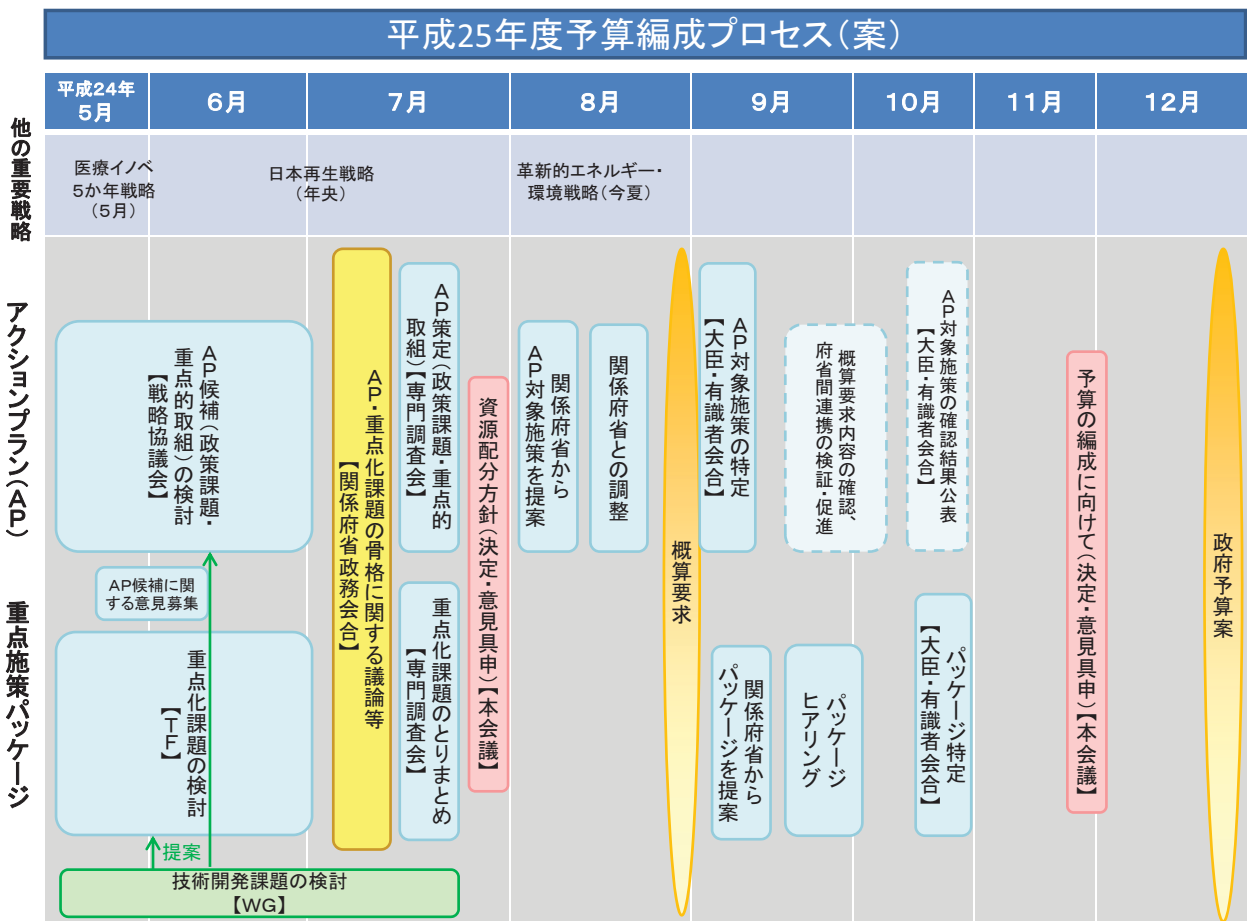 平成25年度予算編成プロセス(案)
平成24年
5月
6月
7月
8月
9月
10月
11月
12月
他の重要戦略
医療イノベ
5か年戦略
(5月)
日本再生戦略
(年央)
革新的エネルギー・
環境戦略(今夏)
アクションプラン(AP)
AP候補(政策課題・
重点的取組)の検討
【戦略協議会】
AP候補に関
する意見募集
AP・重点化課題の骨格に関する議論等
【関係府省政務会合】
AP策定(政策課題・重点的
取組)【専門調査会】
資源配分方針(決定・意見具申)【本会議】
関係府省から
AP対象施策を提案
関係府省との調整
概算要求
AP対象施策の特定
【大臣・有識者会合】
概算要求内容の確認、
府省間連携の検証・促進
AP対象施策の確認結果公表
【大臣・有識者会合】
予算の編成に向けて(決定・意見具申)【本会議】
政府予算案
重点施策パッケージ
重点化課題の検討
【TF】
重点化課題のとりまとめ
【専門調査会】
関係府省から
パッケージを提案
パッケージ
ヒアリング
パッケージ特定
【大臣・有識者会合】
提案
技術開発課題の検討
【WG】